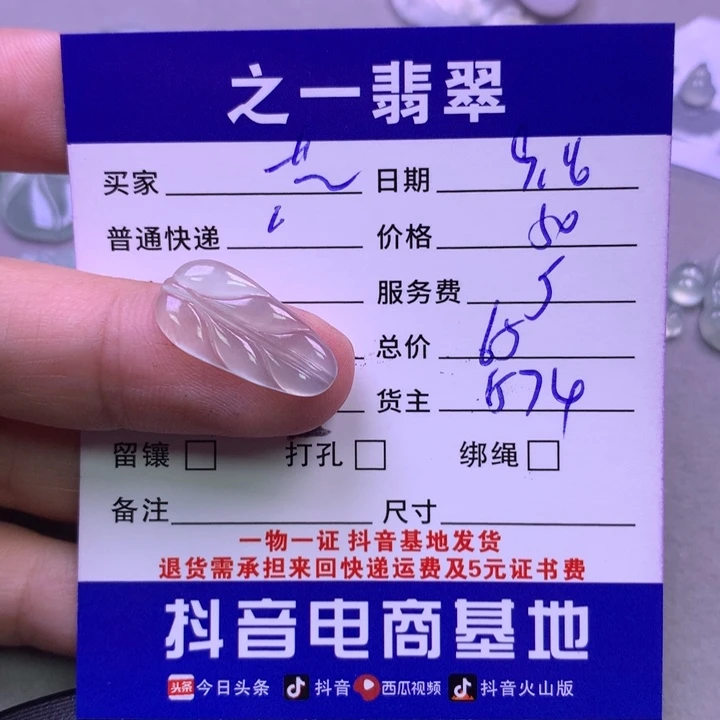 之一翡翠
买家 日期
普通快递 价格 50
服务费 5
总价 65
货主 574
留镶 打孔 绑绳
备注 尺寸
一物一证 抖音基地发货
退货需承担来回快递运费及5元证书费
抖音电商基地
头条 今日头条 抖音 西瓜视频 抖音火山版